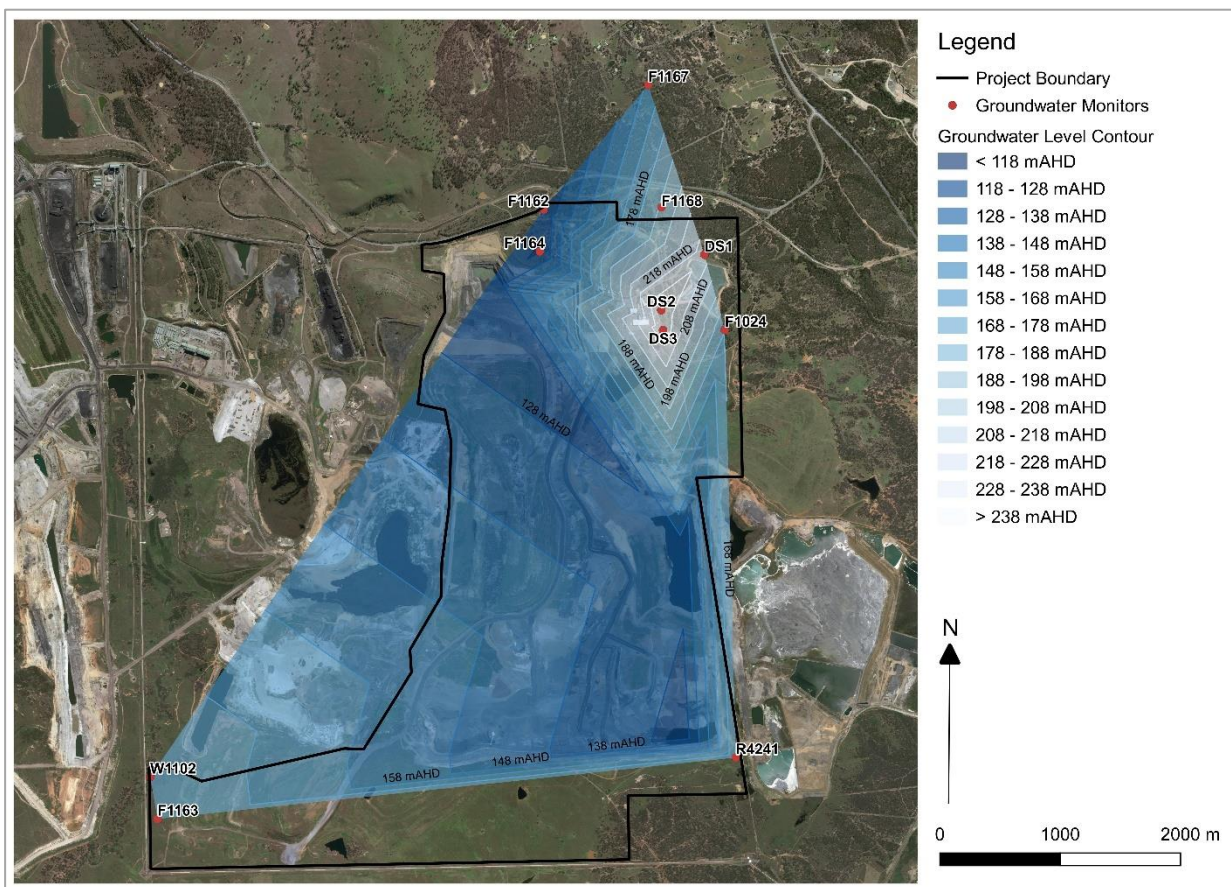 F1167
178 mAHD
F1162
F1168
F1164
DS1
218 mAHD
DS2
208 mAHD
DS3
F1024
188 mAHD
198 mAHD
128 mAHD
168 mAHD
138 mAHD
148 mAHD
158 mAHD
R4241
W1102
F1163
Legend
Project Boundary
Groundwater Monitors
Groundwater Level Contour
< 118 mAHD
118 - 128 mAHD
128 - 138 mAHD
138 - 148 mAHD
148 - 158 mAHD
158 - 168 mAHD
168 - 178 mAHD
178 - 188 mAHD
188 - 198 mAHD
198 - 208 mAHD
208 - 218 mAHD
218 - 228 mAHD
228 - 238 mAHD
> 238 mAHD
N
0 1000 2000 m